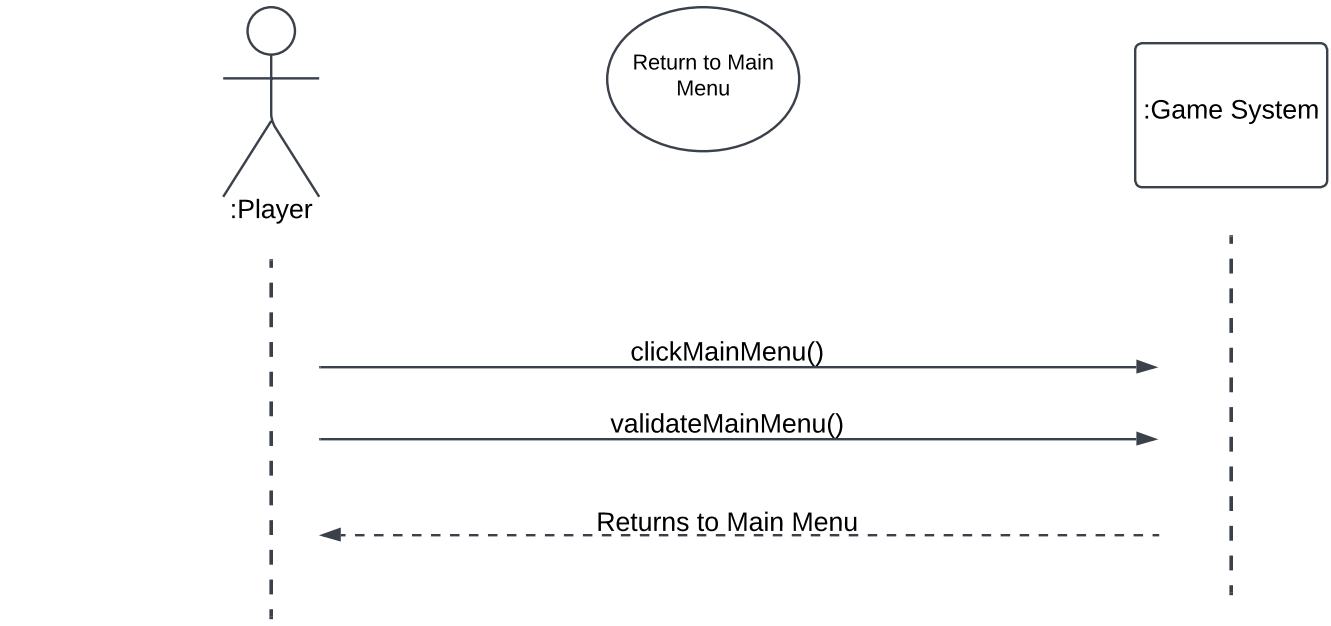 Return to Main
Menu
:Game System
:Player
clickMainMenu()
validateMainMenu()
Returns to Main Menu